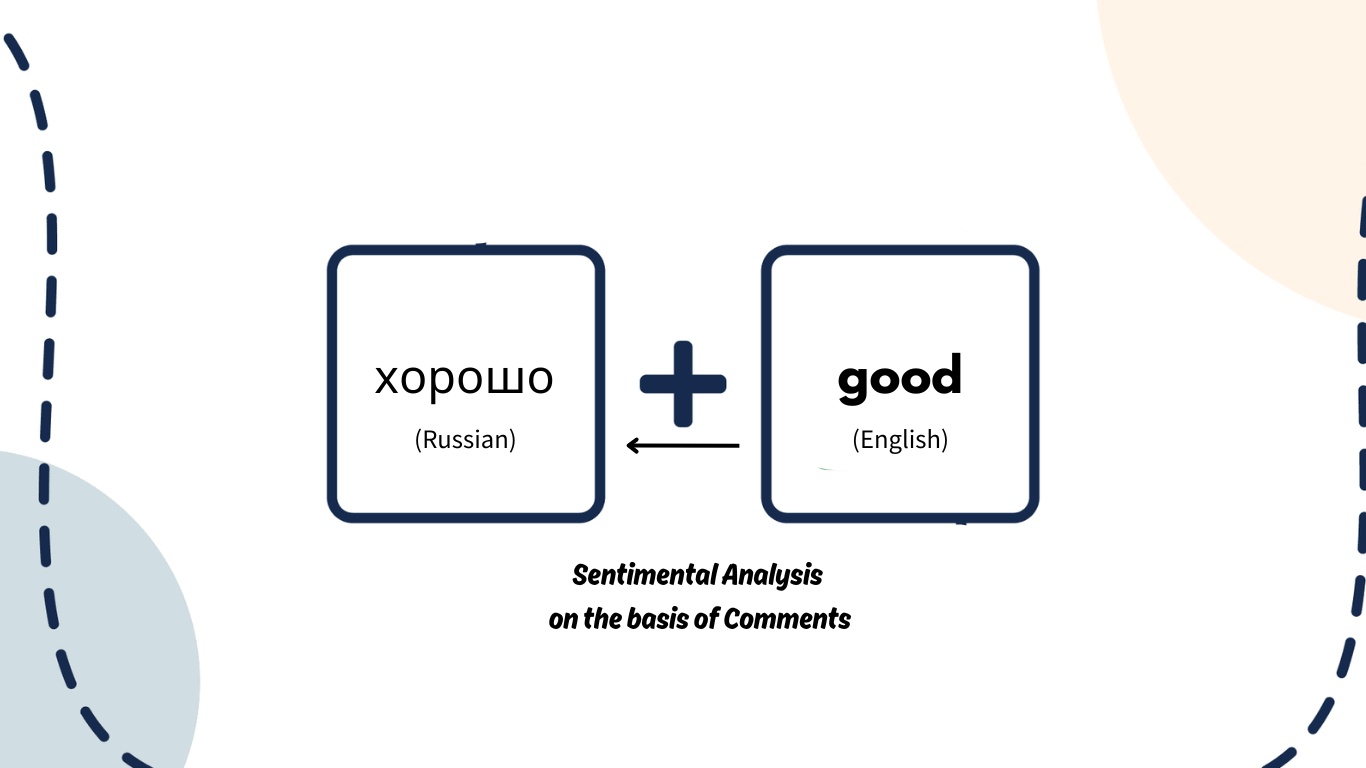 хорошо
(Russian)
good
(English)
Sentimental Analysis
on the basis of Comments